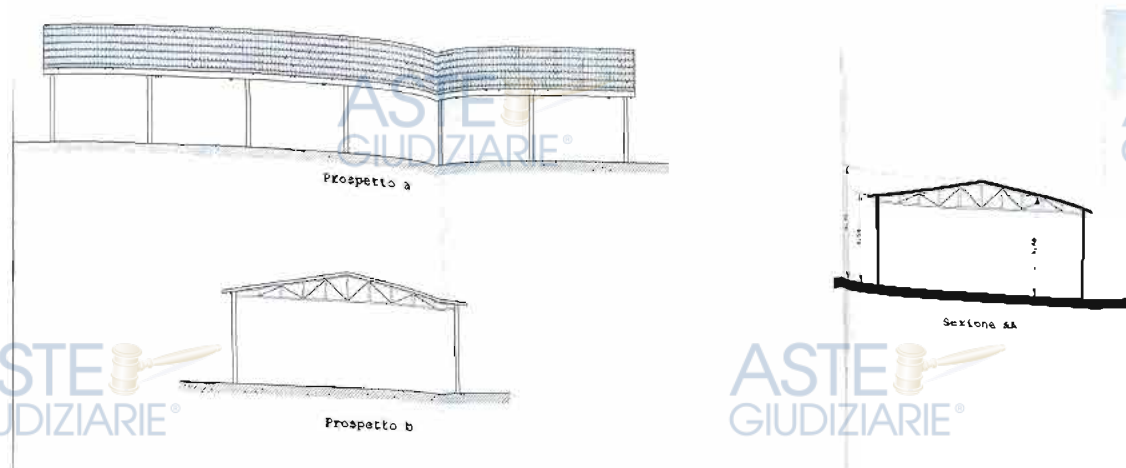 Prospetto a
Prospetto b
Sezione AA
ASTE
GIUDIZIARIE®
ASTE
GIUDIZIARIE®
ASTE
GIUDIZIARIE®